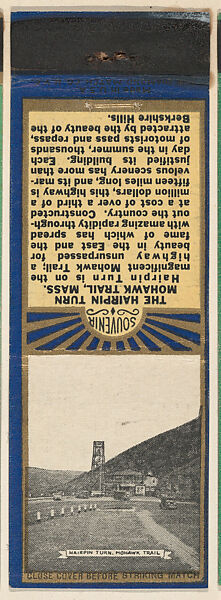 SOUVENIR
THE HAIRPIN TURN
MOHAWK TRAIL, MASS.
Hairpin Turn is on the
magnificent Mohawk Trail, a
highway unsurpassed for
beauty in the East and the
fame of which has spread
with amazing rapidity through-
out the country. Constructed
at a cost of over a third of a
million dollars, this highway is
fifteen miles long, and its mar-
velous scenery has more than
justified its building. Each
day in the summer, thousands
of motorists pass and repass,
attracted by the beauty of the
Berkshire Hills.
HAIRPIN TURN, MOHAWK TRAIL
CLOSE COVER BEFORE STRIKING MATCH